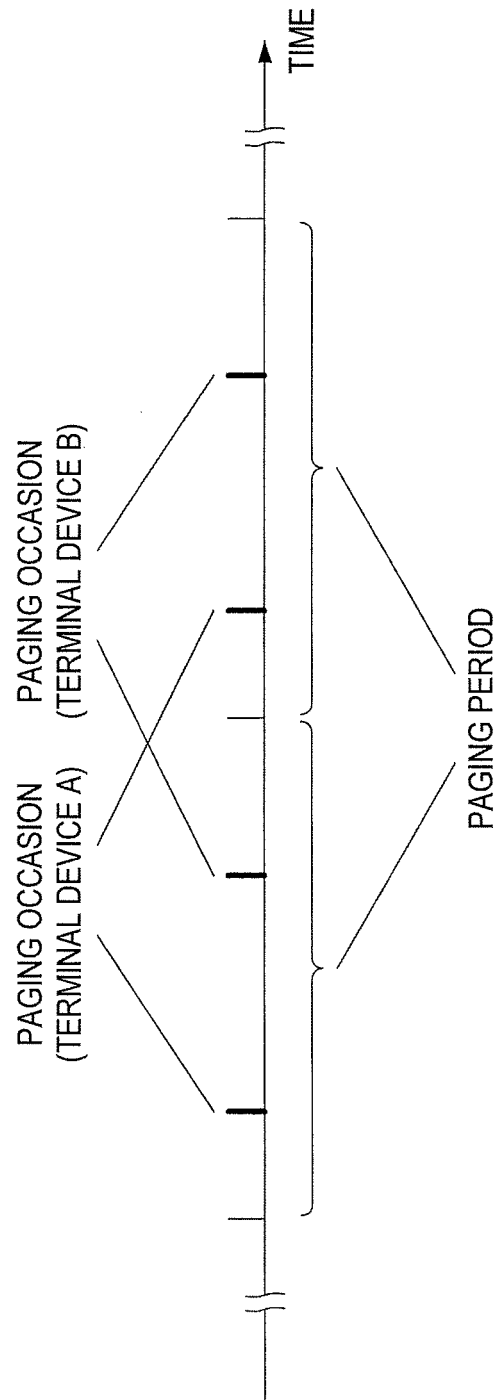 PAGING OCCASION
(TERMINAL DEVICE A)
PAGING OCCASION
(TERMINAL DEVICE B)
TIME
PAGING PERIOD